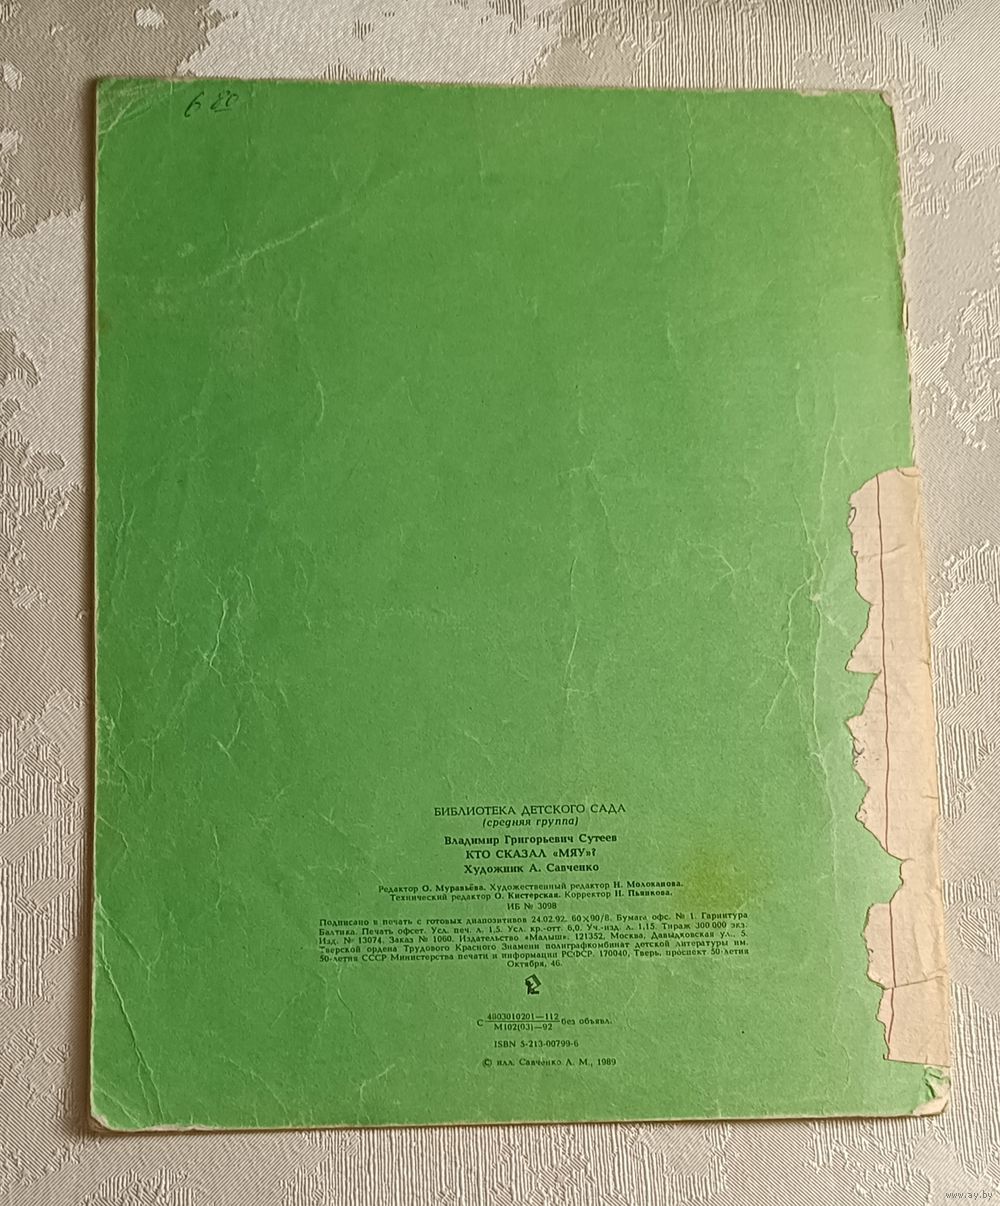 6 80
БИБЛИОТЕКА ДЕТСКОГО САДА
(средняя группа)
Владимир Григорьевич Сутеев
КТО СКАЗАЛ «МЯУ»?
Художник А. Савченко
Редактор О. Муравьёва. Художественный редактор Н. Молоканова.
Технический редактор О. Кистерская. Корректор Н. Пьянкова.
ИБ № 3098
Подписано в печать с готовых диапозитивов 24.02.92. 60×90/8. Бумага офс. № 1. Гарнитура
Балтика. Печать офсет. Усл. печ. л. 1,5. Усл. кр.-отт. 6,0. Уч.-изд. л. 1,15. Тираж 300 000 экз.
Изд. № 13074. Заказ № 1060. Издательство «Малыш». 121352, Москва, Давыдковская ул., 5.
Тверской ордена Трудового Красного Знамени полиграфкомбинат детской литературы им.
50-летия СССР Министерства печати и информации РСФСР. 170040, Тверь, проспект 50-летия
Октября, 46.
С 4803010201—112 без объявл.
М102(03)—92
ISBN 5-213-00799-6
© илл. Савченко А. М., 1989
www.ay.by